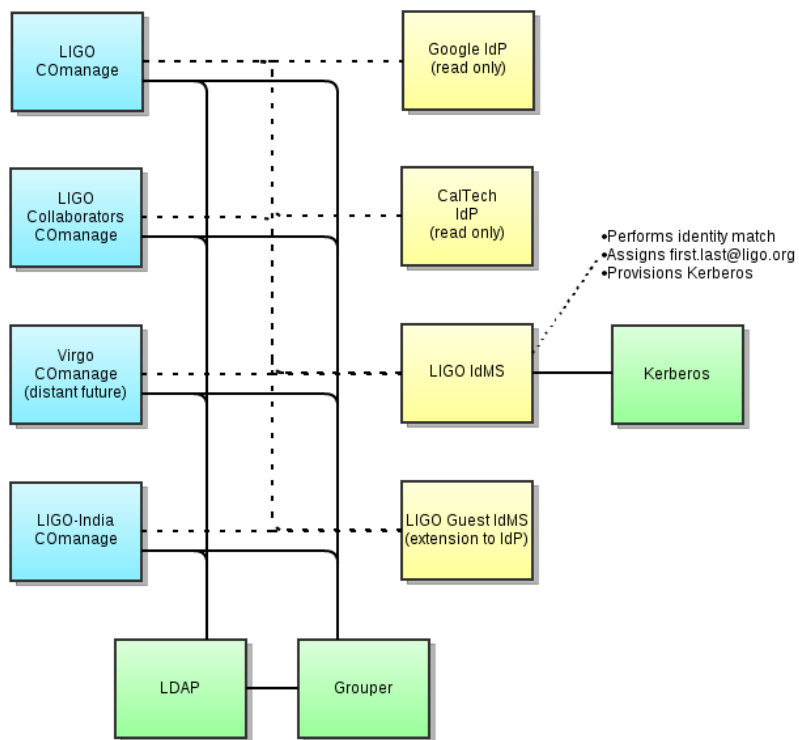 LIGO
COmanage
Google IdP
(read only)
LIGO
Collaborators
COmanage
CalTech
IdP
(read only)
•Performs identity match
•Assigns first.last@ligo.org
•Provisions Kerberos
Virgo
COmanage
(distant future)
LIGO IdMS
Kerberos
LIGO-India
COmanage
LIGO Guest IdMS
(extension to IdP)
LDAP
Grouper